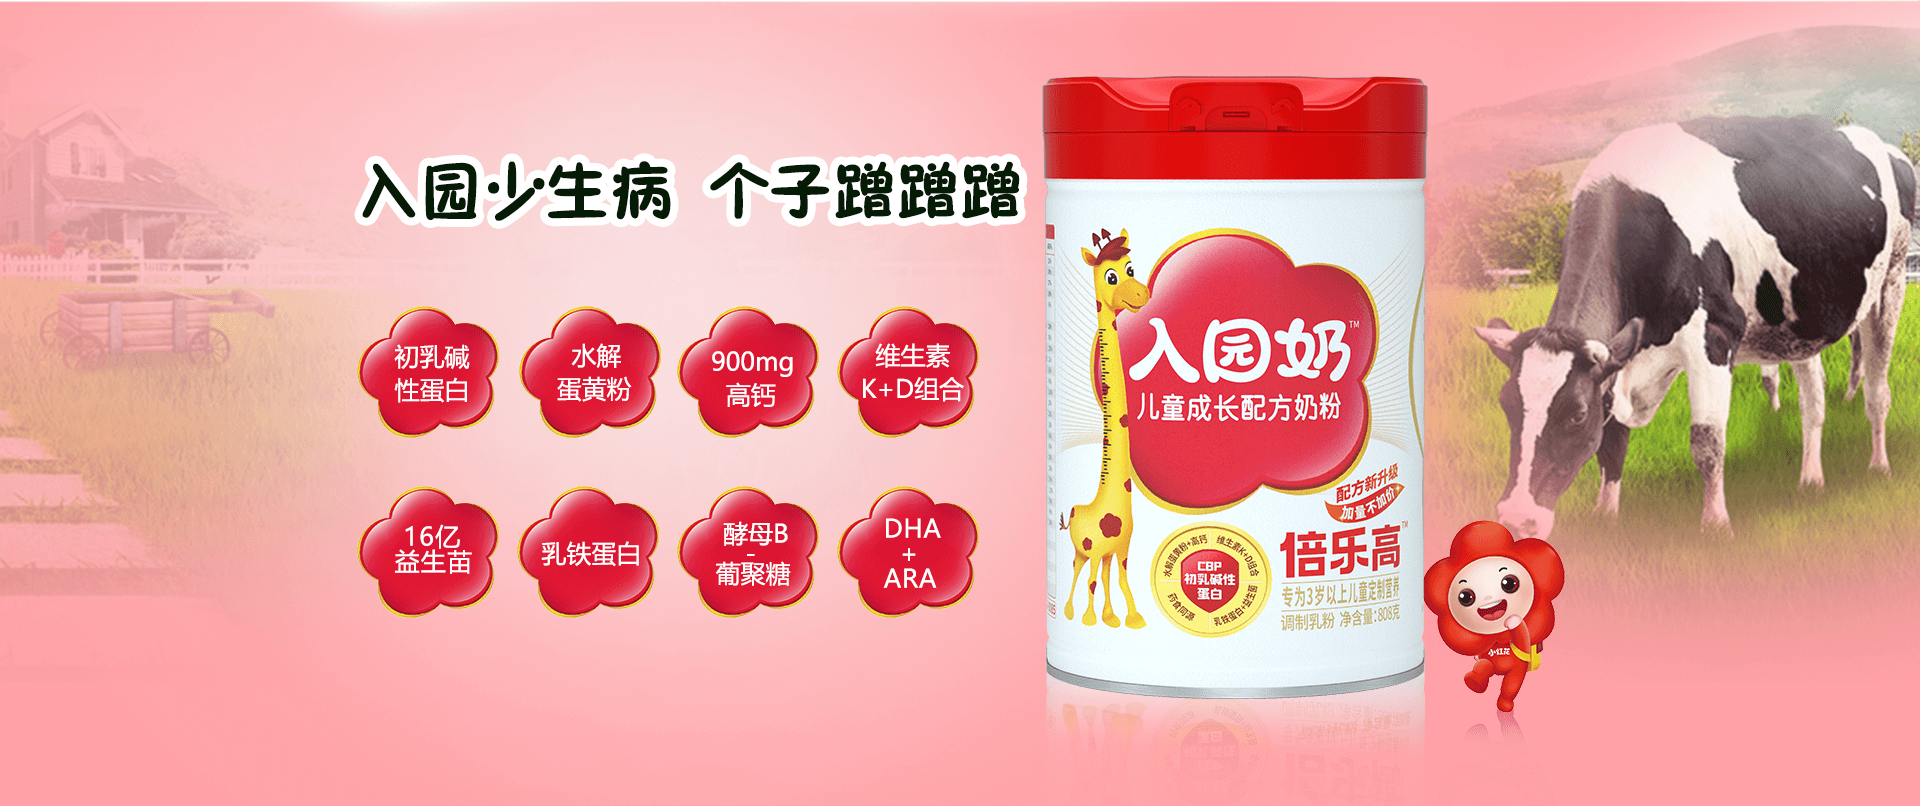 入园少生病 个子蹭蹭蹭
初乳碱
性蛋白
水解
蛋黄粉
900mg
高钙
维生素
K+D组合
16亿
益生菌
乳铁蛋白
酵母B
-
葡聚糖
DHA
+
ARA
入园奶™
儿童成长配方奶粉
配方新升级
加量不加价
倍乐高™
专为3岁以上儿童定制营养
调制乳粉 净含量:808克
水解蛋黄粉+高钙
维生素K+D组合
CBP
初乳碱性
蛋白
药食同源
乳铁蛋白+益生菌
小红花